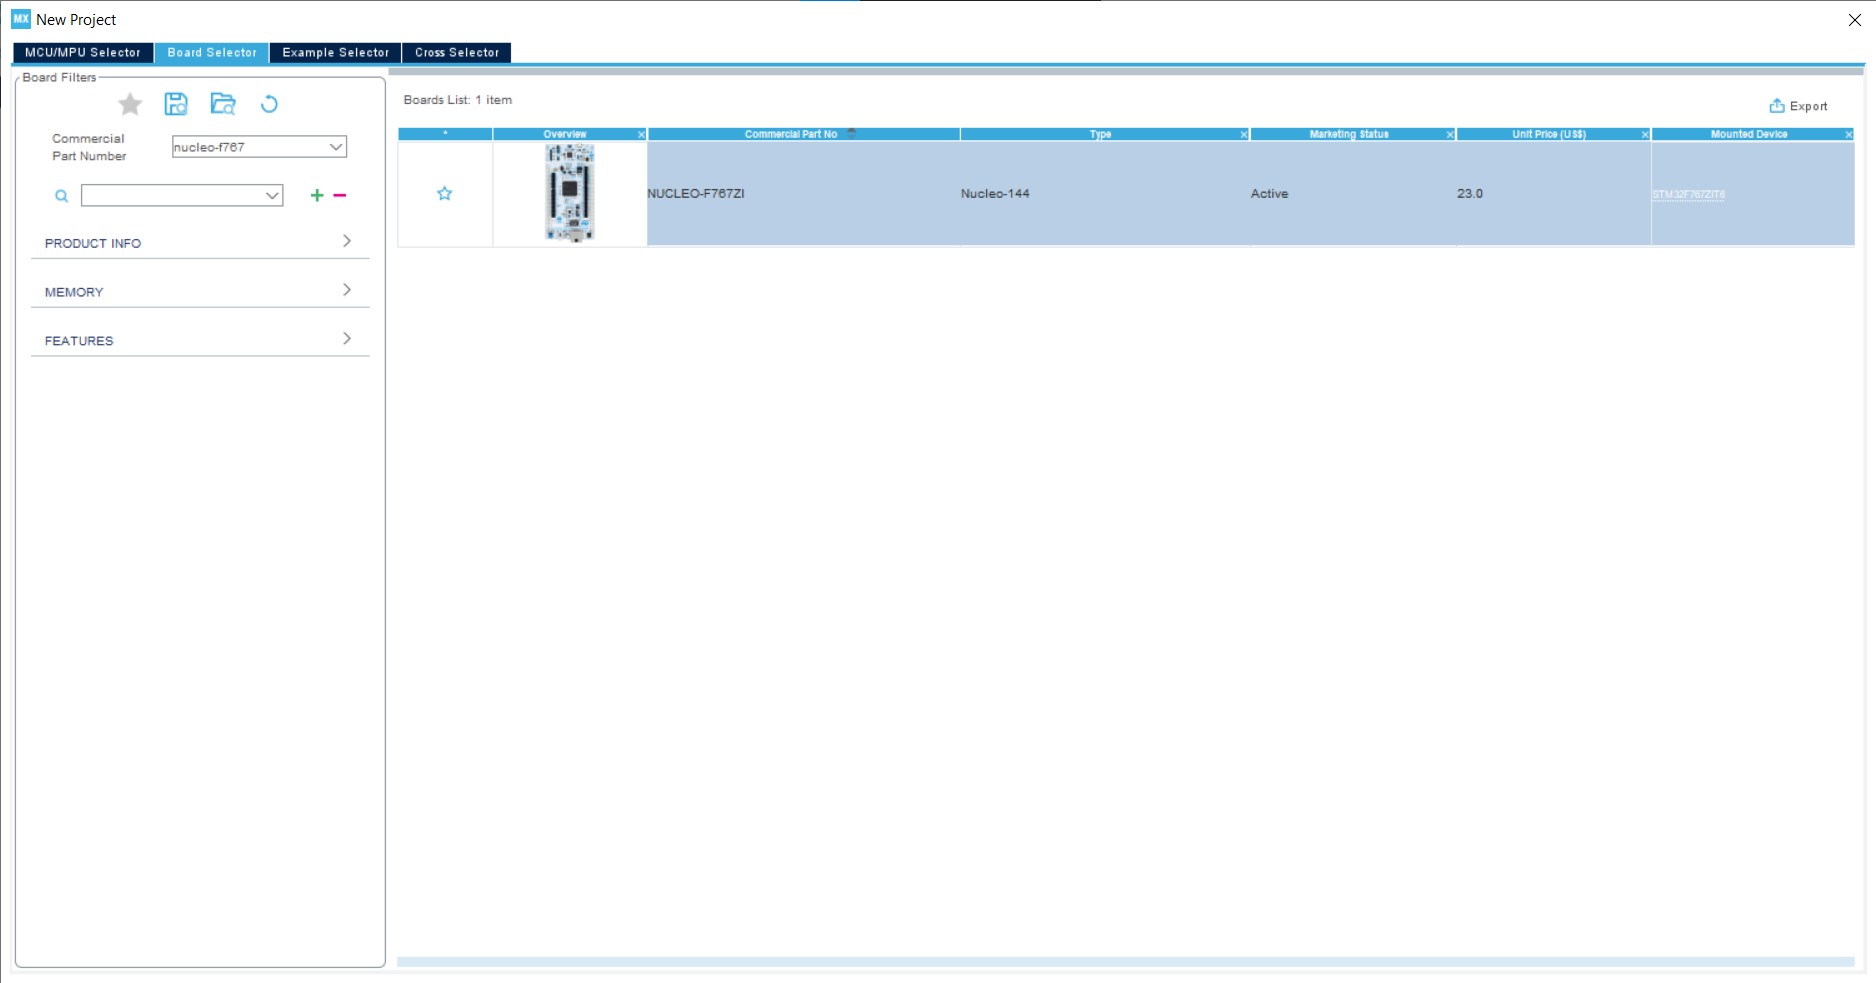 MX New Project
MCU/MPU Selector Board Selector Example Selector Cross Selector
Board Filters
Commercial
Part Number
nucleo-f767
PRODUCT INFO
MEMORY
FEATURES
Boards List: 1 item
Export
* Overview Commercial Part No Type Marketing Status Unit Price (US$) Mounted Device
NUCLEO-F767ZI Nucleo-144 Active 23.0 STM32F767ZIT6